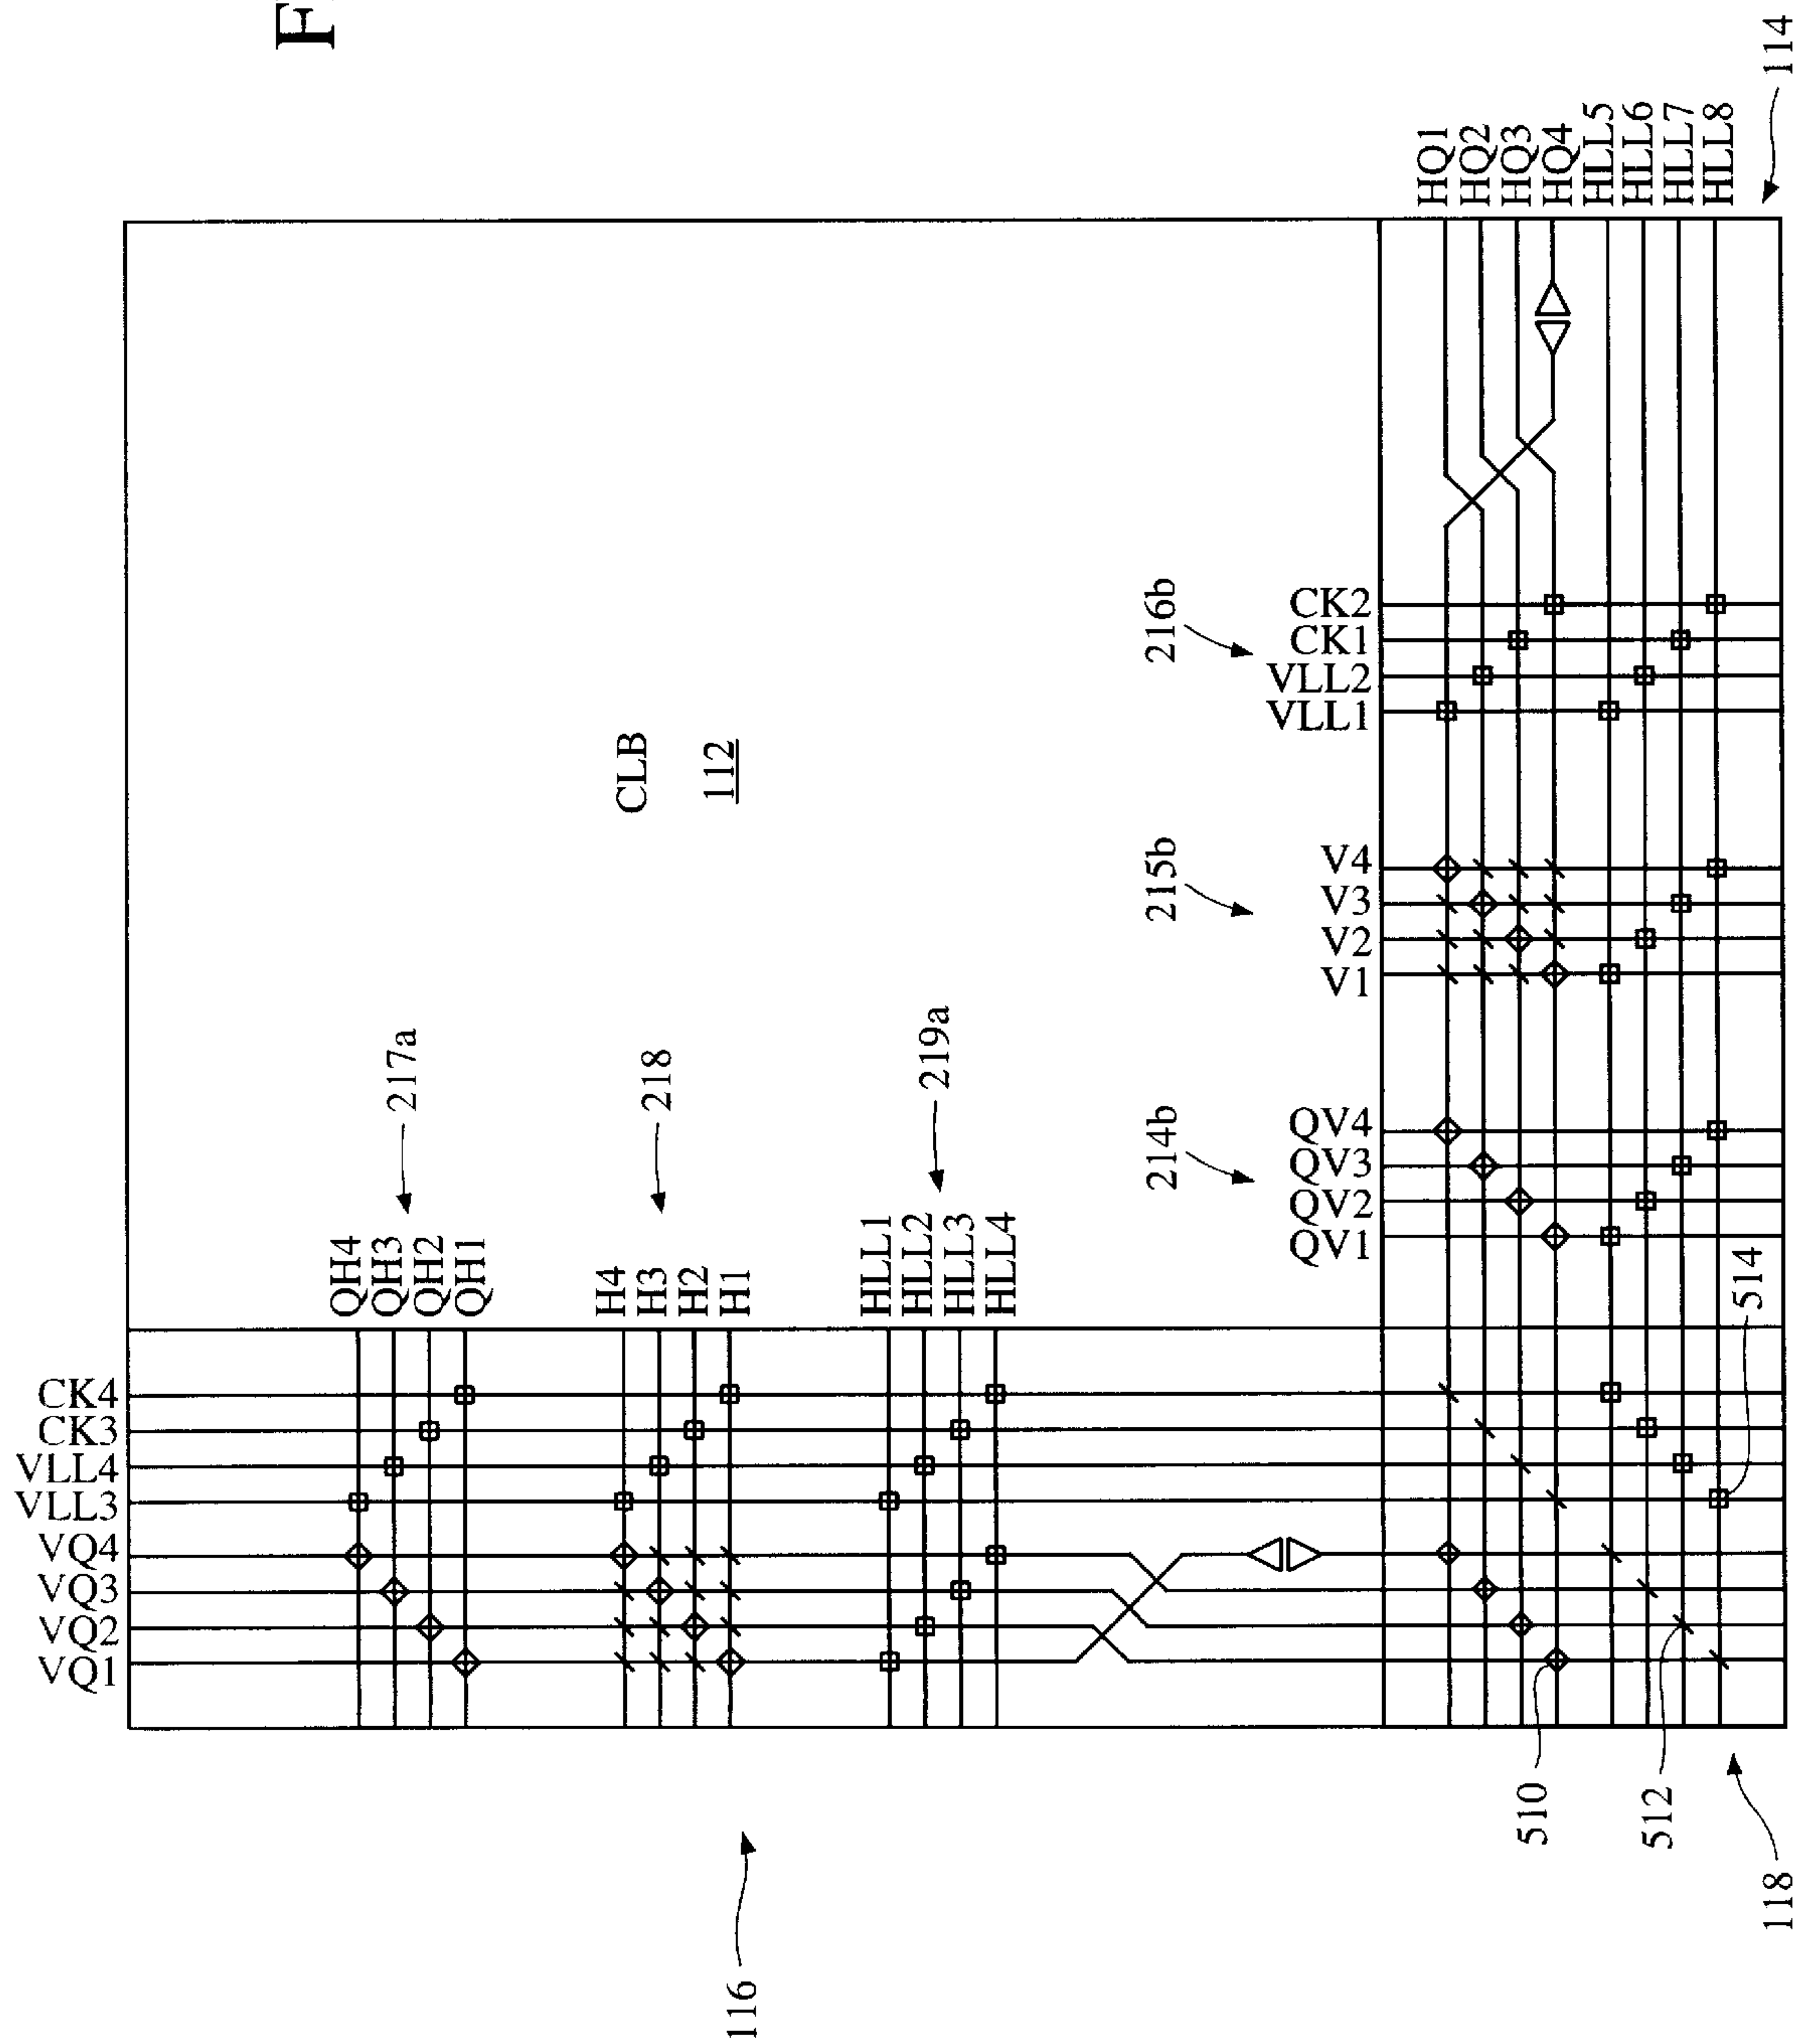 F
CK4
CK3
VLL4
VLL3
VQ4
VQ3
VQ2
VQ1
QH4
QH3
QH2
QH1
217a
H4
H3
H2
H1
218
HLL1
HLL2
HLL3
HLL4
219a
CLB
112
116
QV4
QV3
QV2
QV1
214b
V4
V3
V2
V1
215b
CK2
CK1
VLL2
VLL1
216b
HQ1
HQ2
HQ3
HQ4
HLL5
HLL6
HLL7
HLL8
114
510
512
514
118